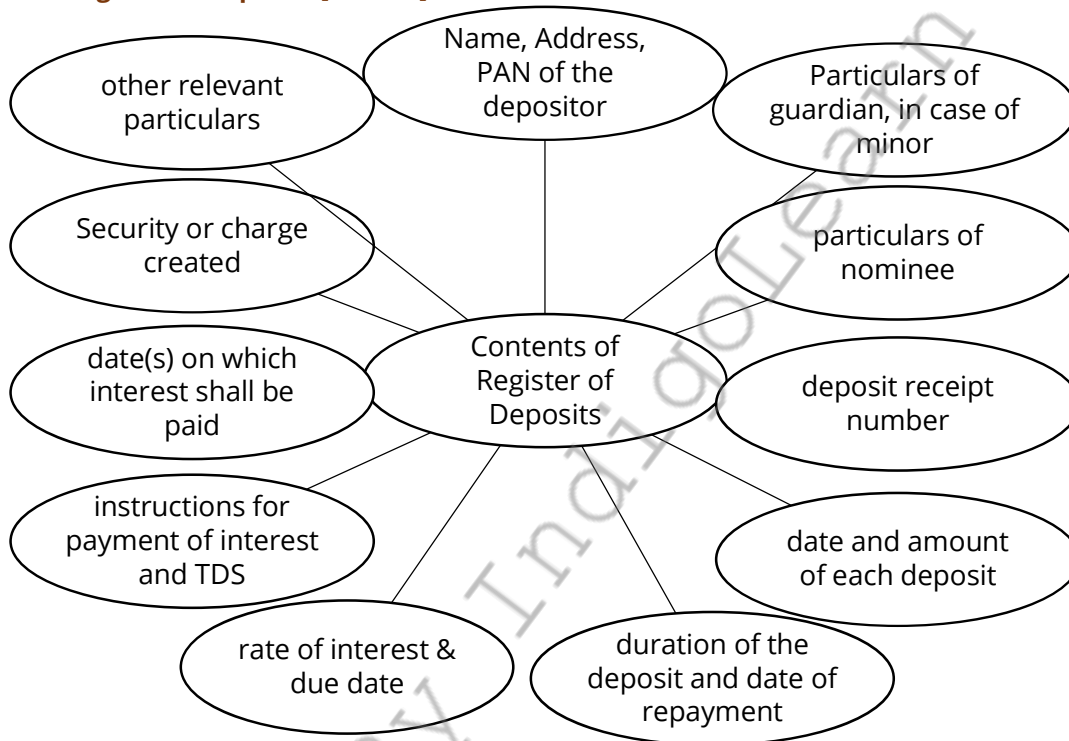 Name, Address,
PAN of the
depositor
Particulars of
guardian, in case of
minor
particulars of
nominee
deposit receipt
number
date and amount
of each deposit
duration of the
deposit and date of
repayment
rate of interest &
due date
instructions for
payment of interest
and TDS
date(s) on which
interest shall be
paid
Security or charge
created
other relevant
particulars
Contents of
Register of
Deposits
IndigoLearn